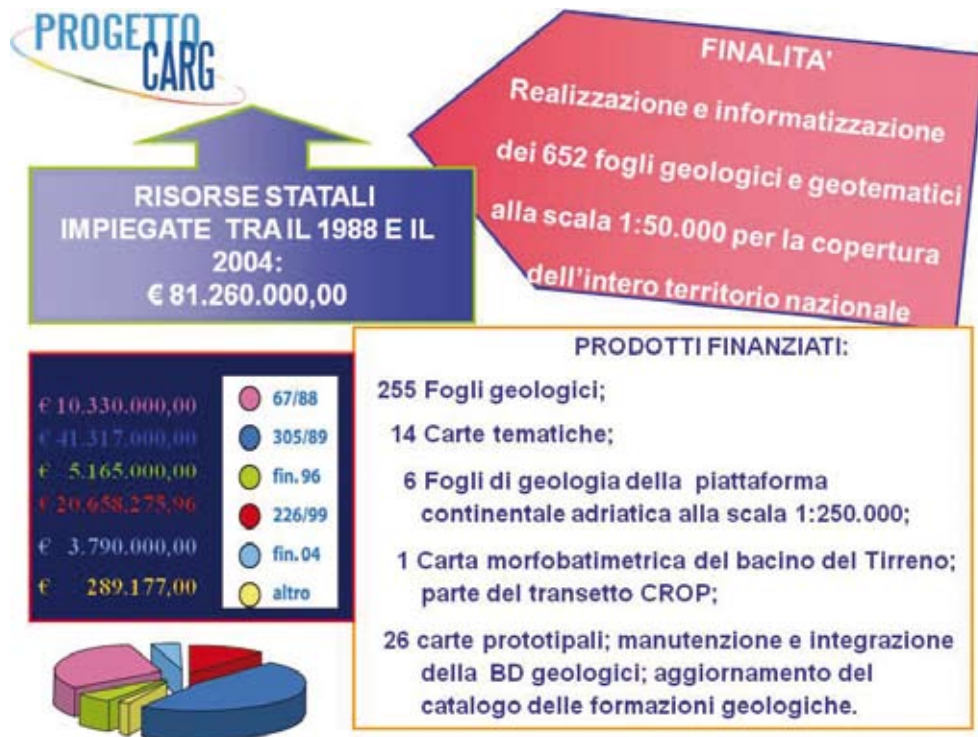 PROGETTO
CARG
FINALITA'
Realizzazione e informatizzazione
dei 652 fogli geologici e geotematici
alla scala 1:50.000 per la copertura
dell'intero territorio nazionale
RISORSE STATALI
IMPIEGATE TRA IL 1988 E IL
2004:
€ 81.260.000,00
€ 10.330.000,00
€ 41.317.000,00
€ 5.165.000,00
€ 20.658.275,96
€ 3.790.000,00
€ 289.177,00
67/88
305/89
fin.96
226/99
fin.04
altro
PRODOTTI FINANZIATI:
255 Fogli geologici;
14 Carte tematiche;
6 Fogli di geologia della piattaforma
continentale adriatica alla scala 1:250.000;
1 Carta morfobatimetrica del bacino del Tirreno;
parte del transetto CROP;
26 carte prototipali; manutenzione e integrazione
della BD geologici; aggiornamento del
catalogo delle formazioni geologiche.